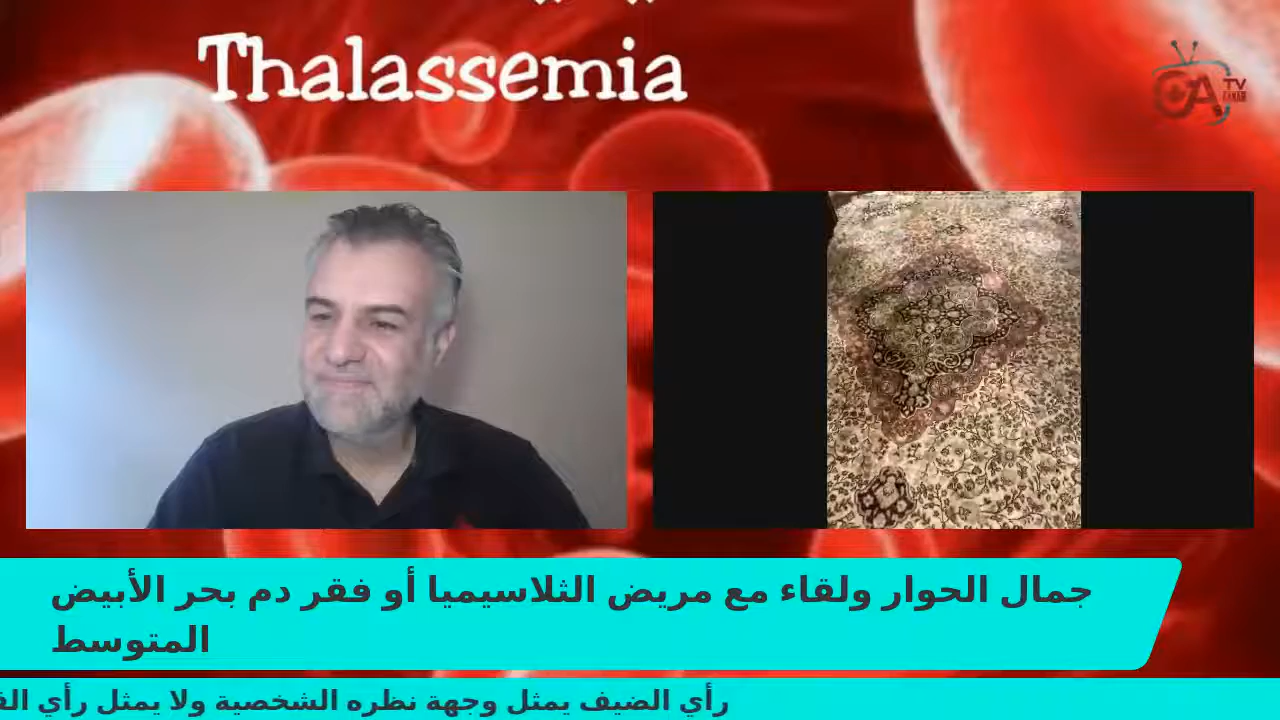 Thalassemia
CA TV
جمال الحوار ولقاء مع مريض الثلاسيميا أو فقر دم بحر الأبيض
المتوسط
رأي الضيف يمثل وجهة نظره الشخصية ولا يمثل رأي